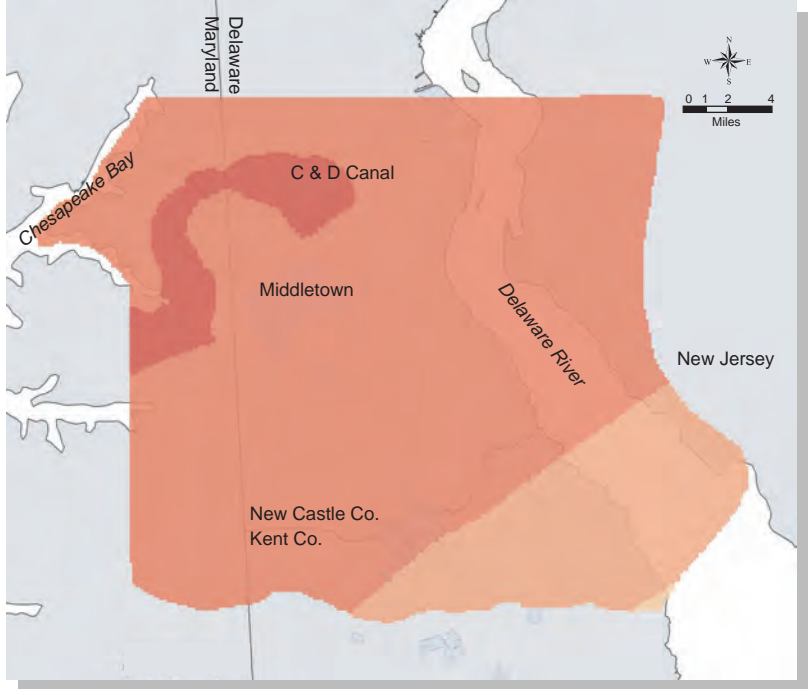 Maryland
Delaware
N
W E
S
0 1 2 4
Miles
Chesapeake Bay
C & D Canal
Middletown
Delaware River
New Jersey
New Castle Co.
Kent Co.